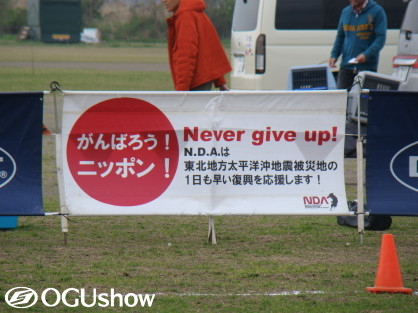 がんばろう！
ニッポン！
Never give up!
N.D.A.は
東北地方太平洋沖地震被災地の
1日も早い復興を応援します！
NDA
OGUshow